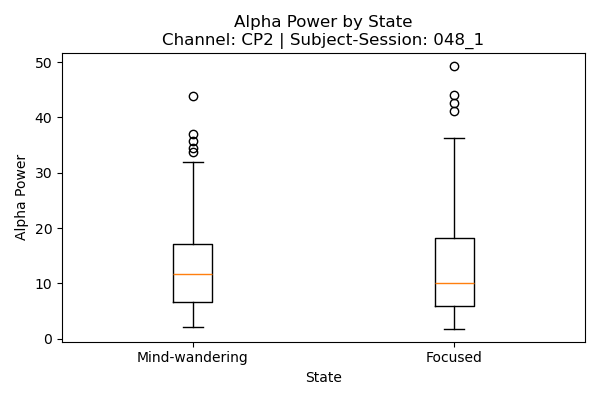 Alpha Power by State
Channel: CP2 | Subject-Session: 048_1
50
40
30
20
10
0
Alpha Power
Mind-wandering
Focused
State